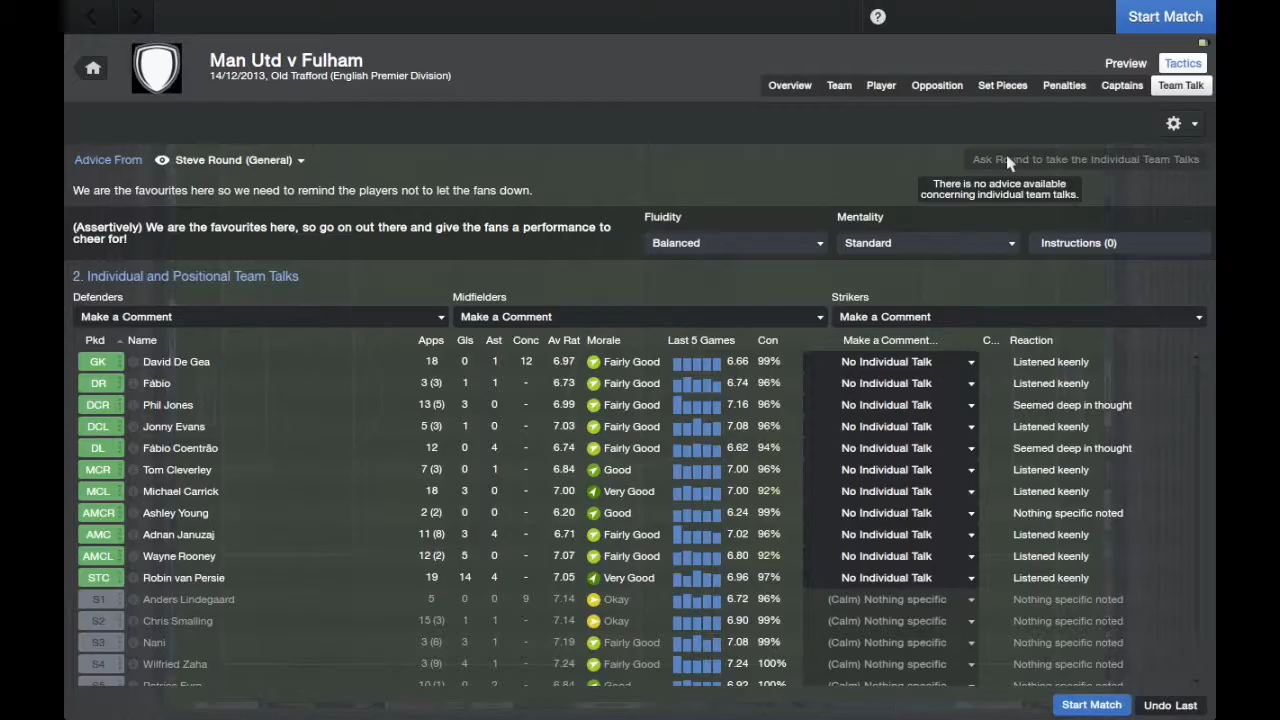 Start Match
Man Utd v Fulham
14/12/2013, Old Trafford (English Premier Division)
Preview Tactics
Overview Team Player Opposition Set Pieces Penalties Captains Team Talk
Advice From Steve Round (General)
Ask Round to take the Individual Team Talks
There is no advice available
concerning individual team talks.
We are the favourites here so we need to remind the players not to let the fans down.
(Assertively) We are the favourites here, so go on out there and give the fans a performance to
cheer for!
Fluidity Mentality
Balanced Standard Instructions (0)
2. Individual and Positional Team Talks
Defenders Midfielders Strikers
Make a Comment Make a Comment Make a Comment
Pkd Name Apps Gls Ast Conc Av Rat Morale Last 5 Games Con Make a Comment... C... Reaction
GK David De Gea 18 0 1 12 6.97 Fairly Good 6.66 99% No Individual Talk Listened keenly
DR Fábio 3 (3) 1 1 - 6.73 Fairly Good 6.74 96% No Individual Talk Listened keenly
DCR Phil Jones 13 (5) 3 0 - 6.99 Fairly Good 7.16 96% No Individual Talk Seemed deep in thought
DCL Jonny Evans 5 (3) 1 0 - 7.03 Fairly Good 7.08 96% No Individual Talk Listened keenly
DL Fábio Coentrão 12 0 4 - 6.74 Fairly Good 6.62 94% No Individual Talk Seemed deep in thought
MCR Tom Cleverley 7 (3) 0 1 - 6.84 Good 7.00 96% No Individual Talk Listened keenly
MCL Michael Carrick 18 3 0 - 7.00 Very Good 7.00 92% No Individual Talk Listened keenly
AMCR Ashley Young 2 (2) 0 0 - 6.20 Good 6.24 99% No Individual Talk Nothing specific noted
AMC Adnan Januzaj 11 (8) 3 4 - 6.71 Fairly Good 7.02 96% No Individual Talk Listened keenly
AMCL Wayne Rooney 12 (2) 5 0 - 7.07 Fairly Good 6.80 92% No Individual Talk Listened keenly
STC Robin van Persie 19 14 4 - 7.05 Very Good 6.96 97% No Individual Talk Listened keenly
S1 Anders Lindegaard 5 0 0 9 7.14 Okay 6.72 96% (Calm) Nothing specific Nothing specific noted
S2 Chris Smalling 15 (3) 1 1 - 7.14 Okay 6.90 99% (Calm) Nothing specific Nothing specific noted
S3 Nani 3 (6) 3 1 - 7.19 Fairly Good 7.08 99% (Calm) Nothing specific Nothing specific noted
S4 Wilfried Zaha 3 (9) 4 1 - 7.24 Fairly Good 7.24 100% (Calm) Nothing specific Nothing specific noted
Start Match Undo Last